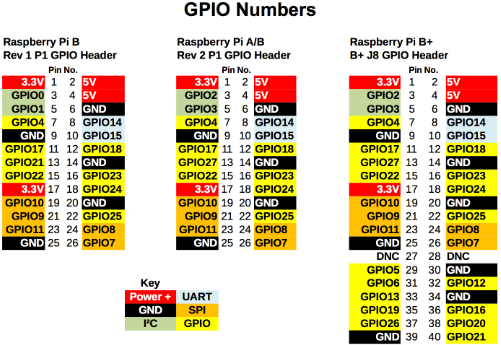 GPIO Numbers
Raspberry Pi B
Rev 1 P1 GPIO Header
Pin No.
3.3V 1 2 5V
GPIO0 3 4 5V
GPIO1 5 6 GND
GPIO4 7 8 GPIO14
GND 9 10 GPIO15
GPIO17 11 12 GPIO18
GPIO21 13 14 GND
GPIO22 15 16 GPIO23
3.3V 17 18 GPIO24
GPIO10 19 20 GND
GPIO9 21 22 GPIO25
GPIO11 23 24 GPIO8
GND 25 26 GPIO7
Raspberry Pi A/B
Rev 2 P1 GPIO Header
Pin No.
3.3V 1 2 5V
GPIO2 3 4 5V
GPIO3 5 6 GND
GPIO4 7 8 GPIO14
GND 9 10 GPIO15
GPIO17 11 12 GPIO18
GPIO27 13 14 GND
GPIO22 15 16 GPIO23
3.3V 17 18 GPIO24
GPIO10 19 20 GND
GPIO9 21 22 GPIO25
GPIO11 23 24 GPIO8
GND 25 26 GPIO7
Raspberry Pi B+
B+ J8 GPIO Header
Pin No.
3.3V 1 2 5V
GPIO2 3 4 5V
GPIO3 5 6 GND
GPIO4 7 8 GPIO14
GND 9 10 GPIO15
GPIO17 11 12 GPIO18
GPIO27 13 14 GND
GPIO22 15 16 GPIO23
3.3V 17 18 GPIO24
GPIO10 19 20 GND
GPIO9 21 22 GPIO25
GPIO11 23 24 GPIO8
GND 25 26 GPIO7
DNC 27 28 DNC
GPIO5 29 30 GND
GPIO6 31 32 GPIO12
GPIO13 33 34 GND
GPIO19 35 36 GPIO16
GPIO26 37 38 GPIO20
GND 39 40 GPIO21
Key
Power + UART
GND SPI
I²C GPIO